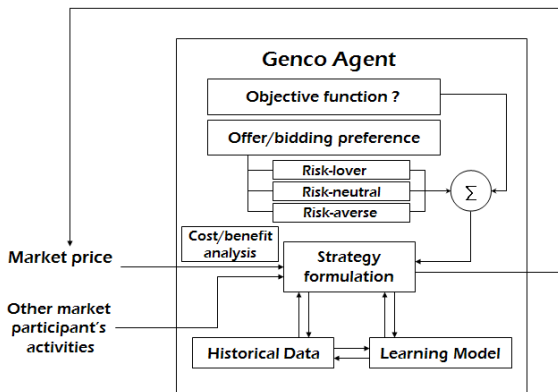 Genco Agent
Objective function ?
Offer/bidding preference
Risk-lover
Risk-neutral
Risk-averse
Σ
Cost/benefit
analysis
Market price
Strategy
formulation
Other market
participant's
activities
Historical Data
Learning Model